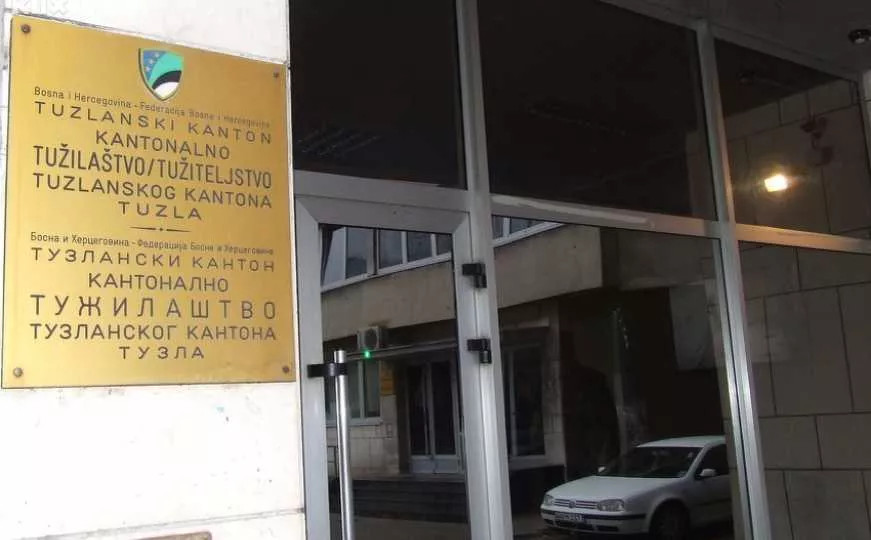 Bosna i Hercegovina - Federacija Bosne i Hercegovine
TUZLANSKI KANTON
KANTONALNO
TUŽILAŠTVO/TUŽITELJSTVO
TUZLANSKOG KANTONA
TUZLA
Босна и Херцеговина - Федерација Босне и Херцеговине
ТУЗЛАНСКИ КАНТОН
КАНТОНАЛНО
ТУЖИЛАШТВО
ТУЗЛАНСКОГ КАНТОНА
ТУЗЛА